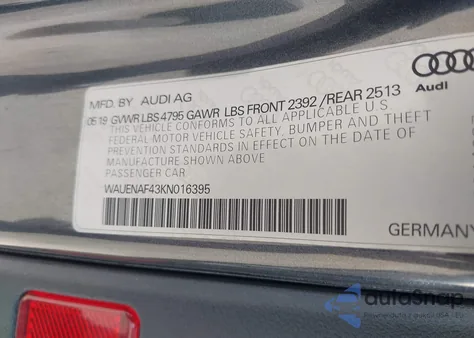 MFD. BY AUDI AG
05 19 GVWR LBS 4795 GAWR LBS FRONT 2392 / REAR 2513
THIS VEHICLE CONFORMS TO ALL APPLICABLE U.S
FEDERAL MOTOR VEHICLE SAFETY, BUMPER AND THEFT
PREVENTION STANDARDS IN EFFECT ON THE DATE OF
MANUFACTURE SHOWN ABOVE
PASSENGER CAR
WAUENAF43KN016395
Audi
GERMANY
autoSnap